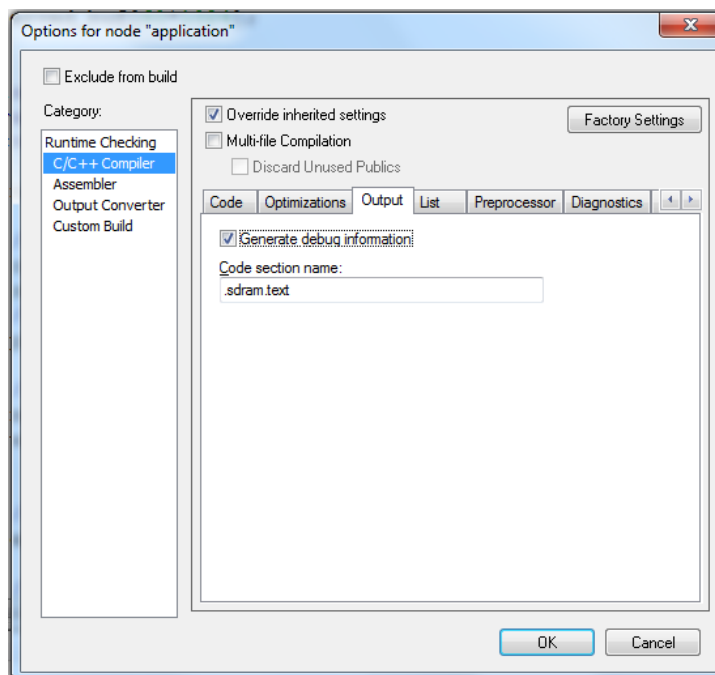 Options for node "application"
Exclude from build
Category:
Runtime Checking
C/C++ Compiler
Assembler
Output Converter
Custom Build
Override inherited settings
Factory Settings
Multi-file Compilation
Discard Unused Publics
Code Optimizations Output List Preprocessor Diagnostics
Generate debug information
Code section name:
.sdram.text
OK Cancel